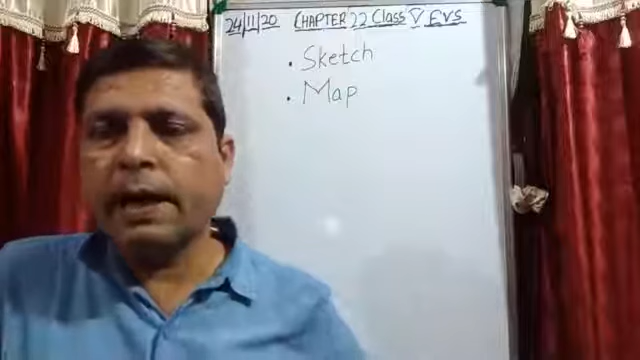 24/11/20 CHAPTER 22 Class V EVS
• Sketch
• Map